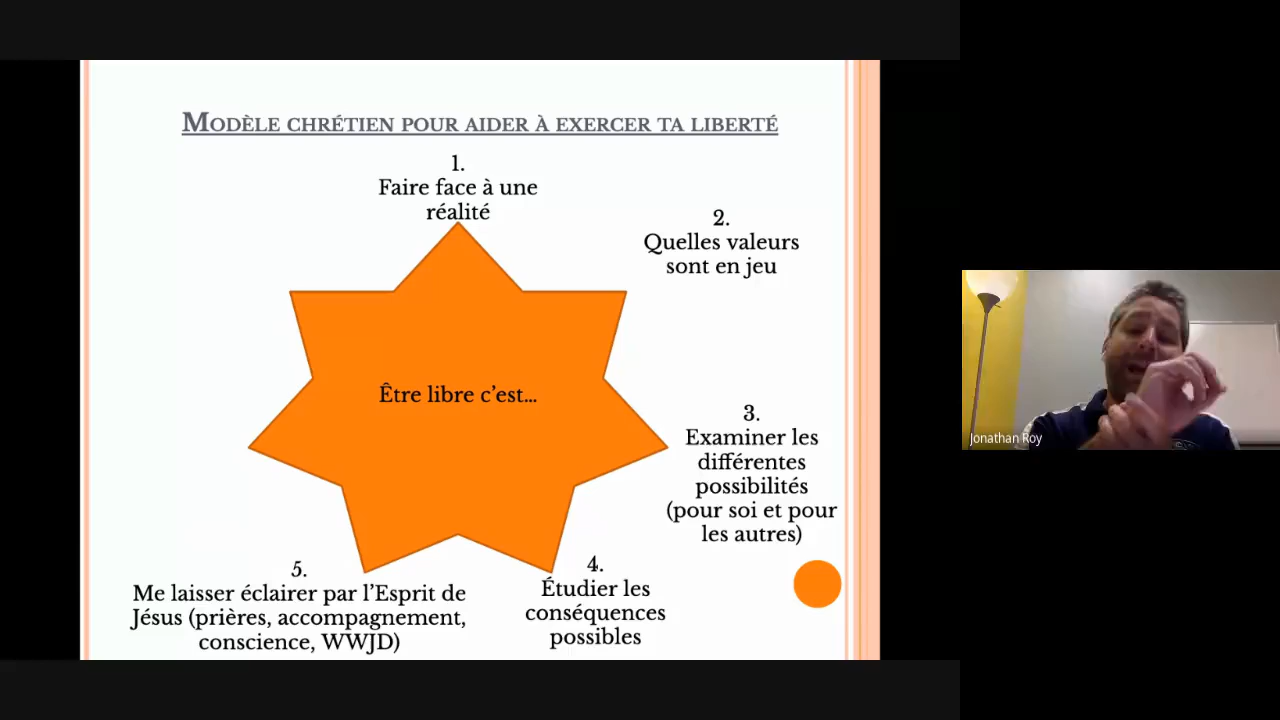 Modèle chrétien pour aider à exercer ta liberté
1.
Faire face à une
réalité
2.
Quelles valeurs
sont en jeu
Être libre c'est...
3.
Examiner les
différentes
possibilités
(pour soi et pour
les autres)
4.
Étudier les
conséquences
possibles
5.
Me laisser éclairer par l'Esprit de
Jésus (prières, accompagnement,
conscience, WWJD)
Jonathan Roy